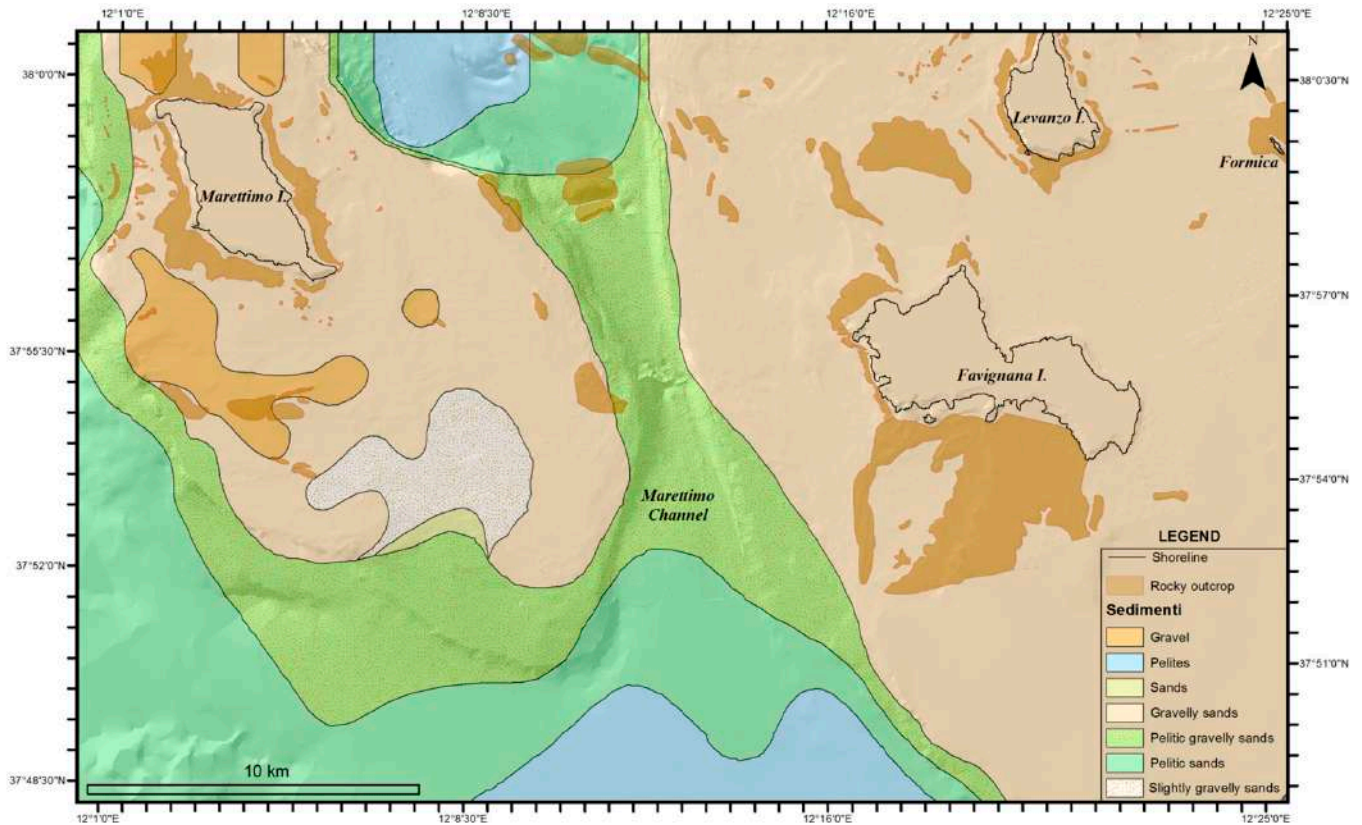 12°1'0"E 12°8'30"E 12°16'0"E 12°25'0"E
N
38°0'0"N
38°0'30"N
Levanzo I.
Formica
Marettimo I.
37°57'0"N
37°55'30"N
Favignana I.
37°54'0"N
Marettimo
Channel
37°52'0"N
LEGEND
Shoreline
Rocky outcrop
Sedimenti
Gravel
Pelites
Sands
Gravelly sands
Pelitic gravelly sands
Pelitic sands
Slightly gravelly sands
37°51'0"N
37°48'30"N
10 km
12°1'0"E 12°8'30"E 12°16'0"E 12°25'0"E